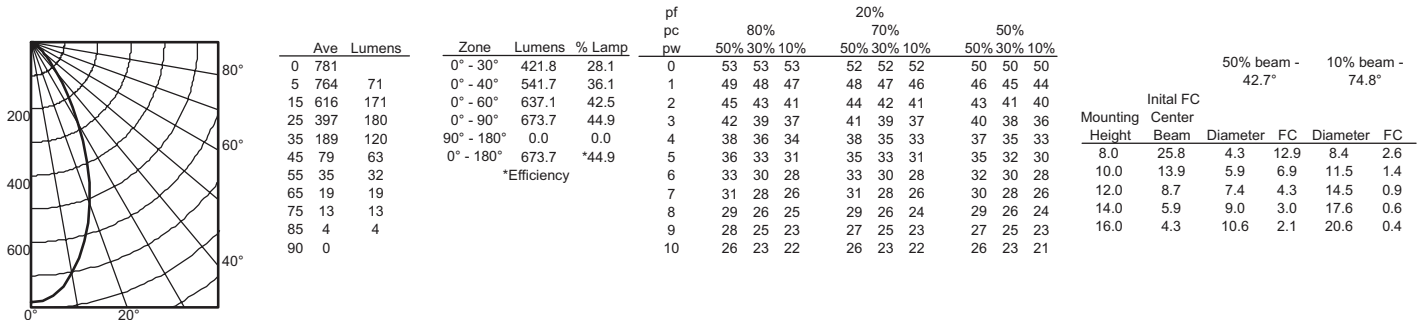 200
400
600
0°
20°
40°
60°
80°
Ave Lumens
0 781
5 764 71
15 616 171
25 397 180
35 189 120
45 79 63
55 35 32
65 19 19
75 13 13
85 4 4
90 0
Zone Lumens % Lamp
0° - 30° 421.8 28.1
0° - 40° 541.7 36.1
0° - 60° 637.1 42.5
0° - 90° 673.7 44.9
90° - 180° 0.0 0.0
0° - 180° 673.7 *44.9
*Efficiency
pf 20%
pc 80% 70% 50%
pw 50% 30% 10% 50% 30% 10% 50% 30% 10%
0 53 53 53 52 52 52 50 50 50
1 49 48 47 48 47 46 46 45 44
2 45 43 41 44 42 41 43 41 40
3 42 39 37 41 39 37 40 38 36
4 38 36 34 38 35 33 37 35 33
5 36 33 31 35 33 31 35 32 30
6 33 30 28 33 30 28 32 30 28
7 31 28 26 31 28 26 30 28 26
8 29 26 25 29 26 24 29 26 24
9 28 25 23 27 25 23 27 25 23
10 26 23 22 26 23 22 26 23 21
50% beam - 10% beam -
42.7° 74.8°
Inital FC
Mounting Center
Height Beam Diameter FC Diameter FC
8.0 25.8 4.3 12.9 8.4 2.6
10.0 13.9 5.9 6.9 11.5 1.4
12.0 8.7 7.4 4.3 14.5 0.9
14.0 5.9 9.0 3.0 17.6 0.6
16.0 4.3 10.6 2.1 20.6 0.4